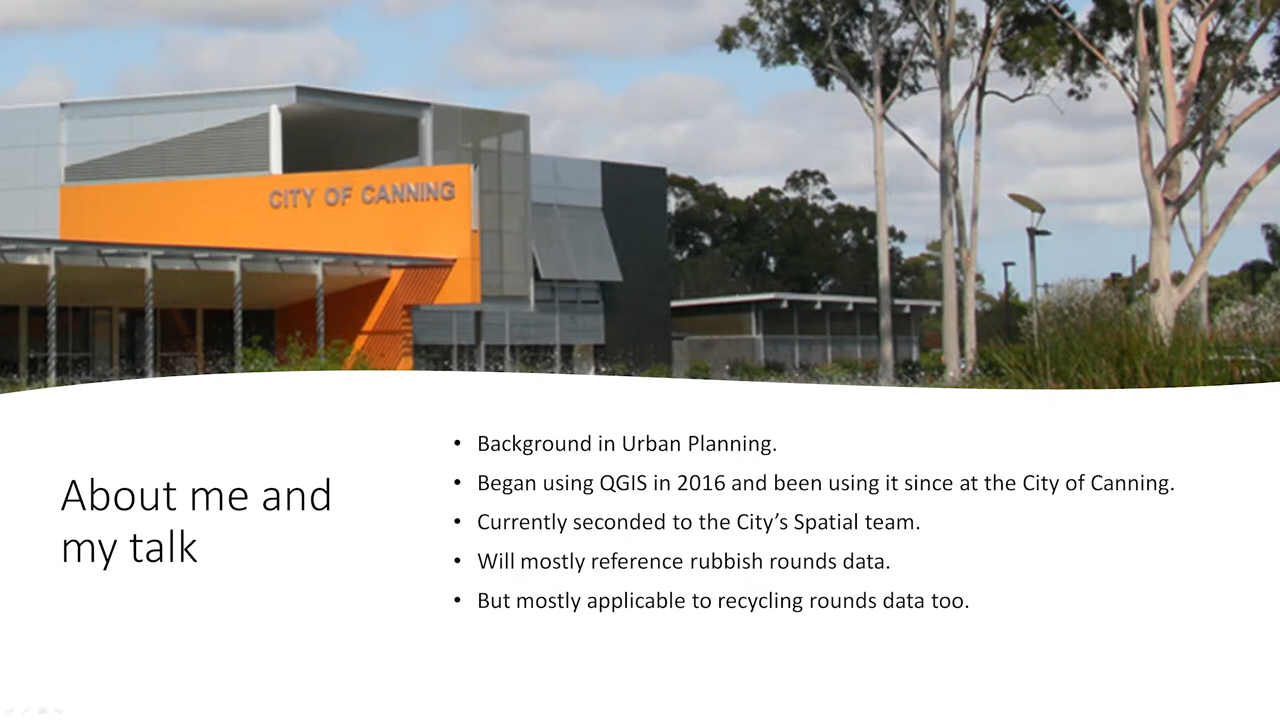 CITY OF CANNING
About me and
my talk
• Background in Urban Planning.
• Began using QGIS in 2016 and been using it since at the City of Canning.
• Currently seconded to the City’s Spatial team.
• Will mostly reference rubbish rounds data.
• But mostly applicable to recycling rounds data too.